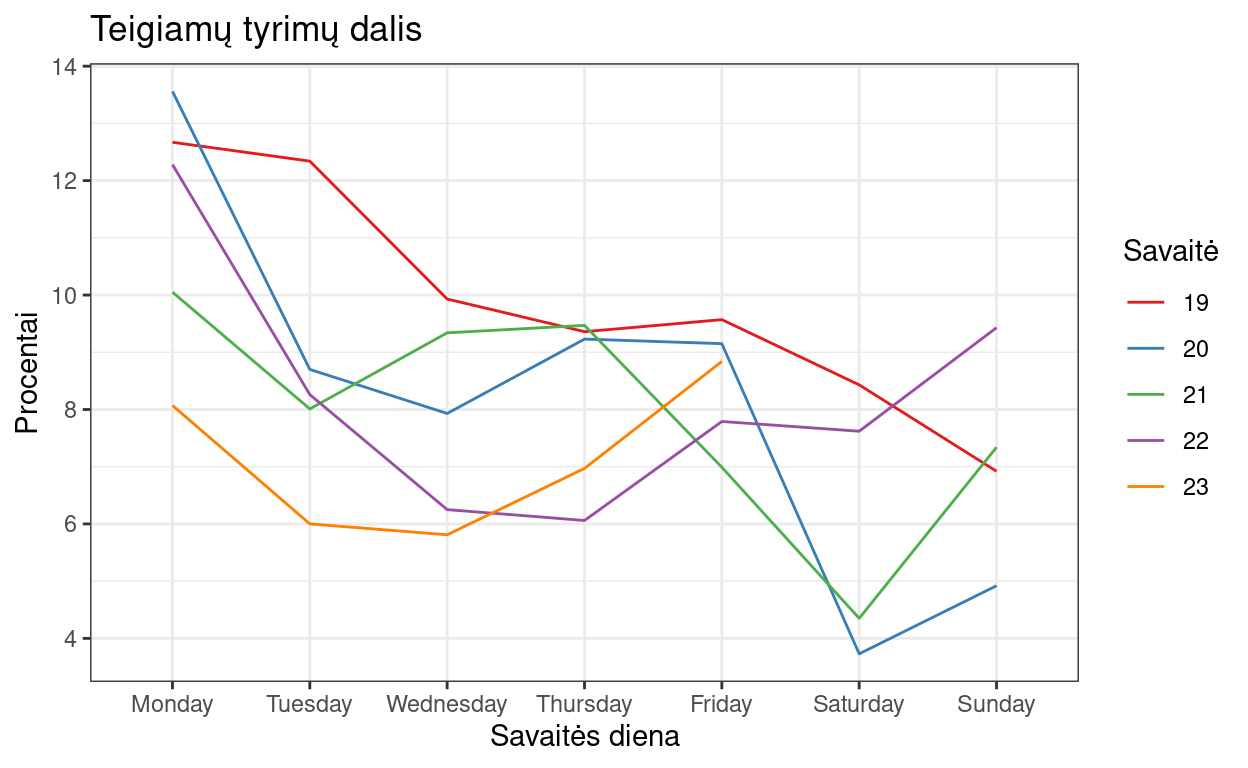 Teigiamų tyrimų dalis
14
12
10
8
6
4
Procentai
Monday Tuesday Wednesday Thursday Friday Saturday Sunday
Savaitės diena
Savaitė
19
20
21
22
23